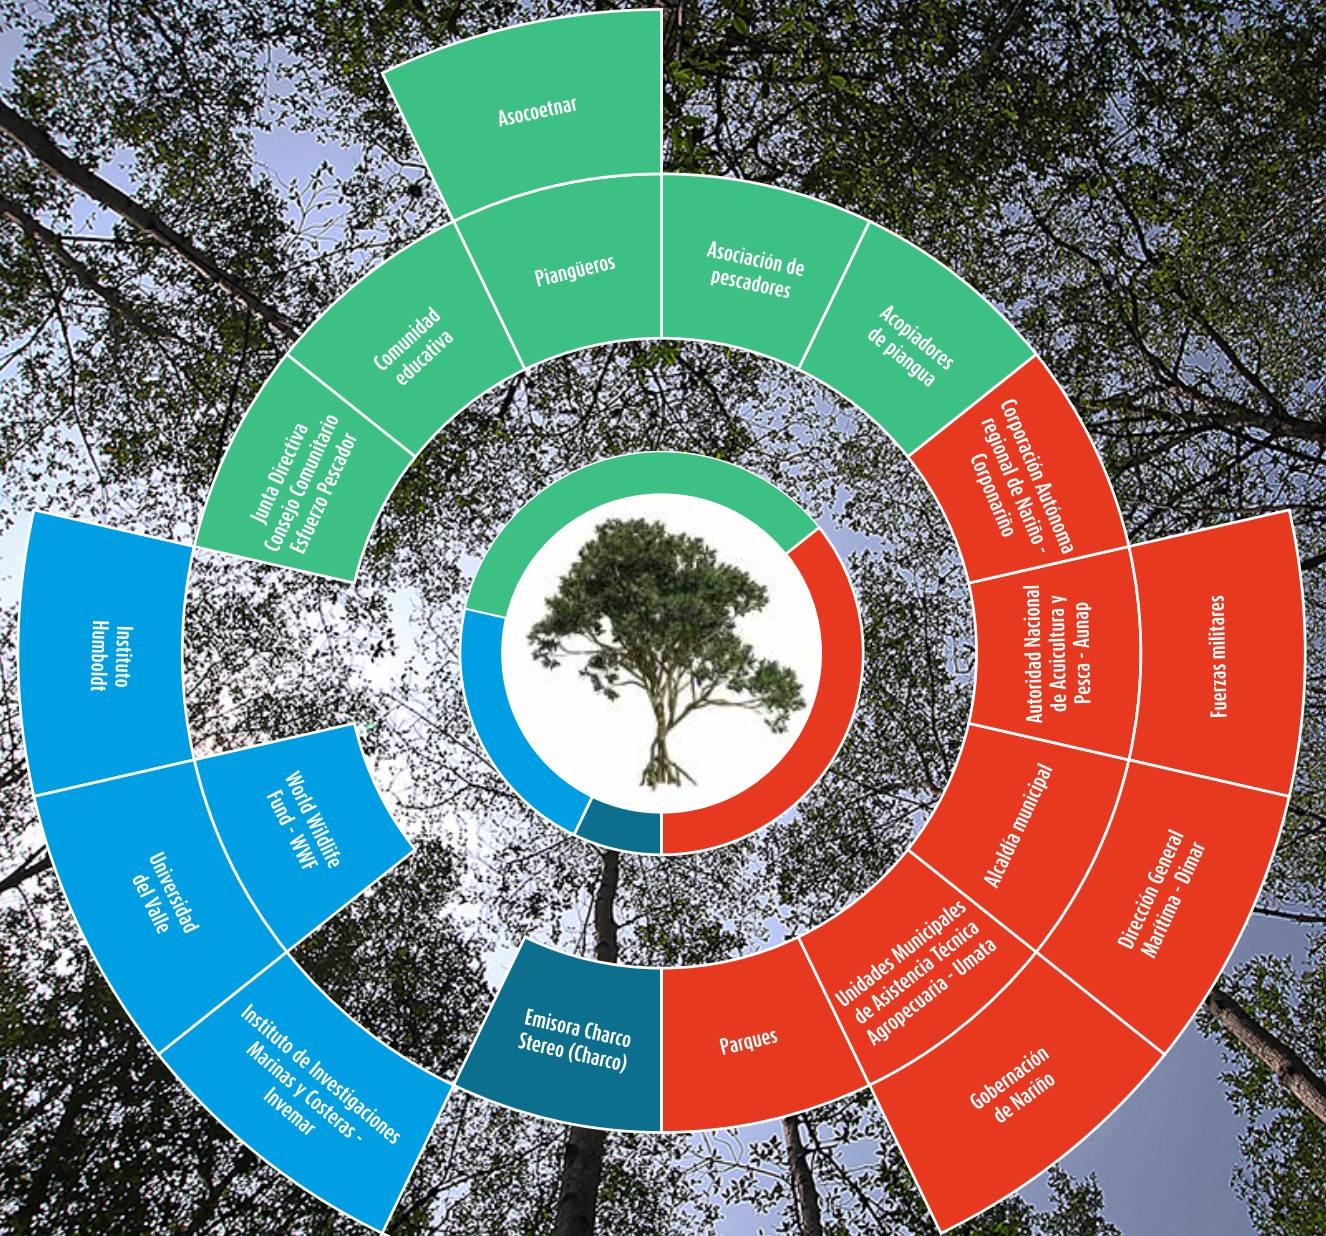 Asocoetnar
Piangüeros
Asociación de
pescadores
Acopiadores
de piangua
Comunidad
educativa
Junta Directiva
Consejo Comunitario
Esfuerzo Pescador
Corporación Autónoma
regional de Nariño -
Corponariño
Autoridad Nacional
de Acuicultura y
Pesca - Aunap
Fuerzas militares
Alcaldía municipal
Dirección General
Marítima - Dimar
Unidades Municipales
de Asistencia Técnica
Agropecuaria - Umata
Gobernación
de Nariño
Parques
Emisora Charco
Stereo (Charco)
Instituto de Investigaciones
Marinas y Costeras -
Invemar
Universidad
del Valle
World Wildlife
Fund - WWF
Instituto
Humboldt